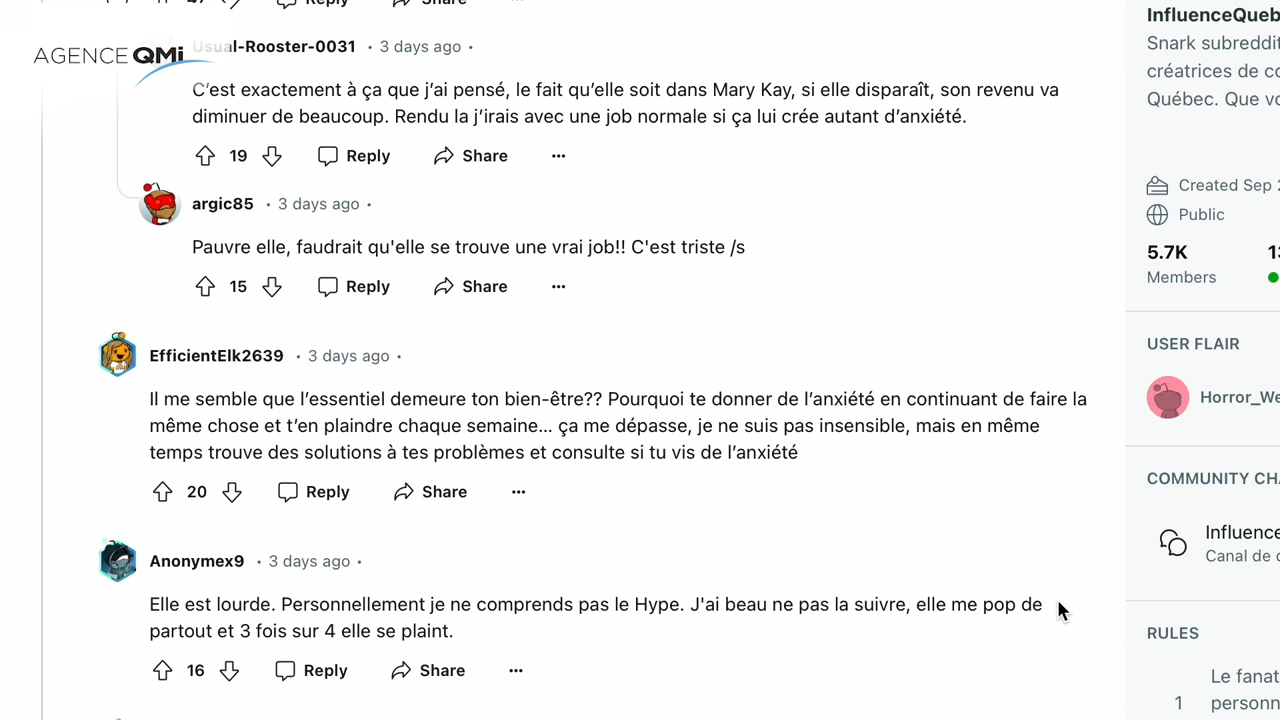 Reply
Share
AGENCE QMi
Usual-Rooster-0031 • 3 days ago •
C'est exactement à ça que j'ai pensé, le fait qu'elle soit dans Mary Kay, si elle disparaît, son revenu va
diminuer de beaucoup. Rendu la j'irais avec une job normale si ça lui crée autant d'anxiété.
19 Reply Share ...
argic85 • 3 days ago •
Pauvre elle, faudrait qu'elle se trouve une vrai job!! C'est triste /s
15 Reply Share ...
EfficientElk2639 • 3 days ago •
Il me semble que l'essentiel demeure ton bien-être?? Pourquoi te donner de l'anxiété en continuant de faire la
même chose et t'en plaindre chaque semaine... ça me dépasse, je ne suis pas insensible, mais en même
temps trouve des solutions à tes problèmes et consulte si tu vis de l'anxiété
20 Reply Share ...
Anonymex9 • 3 days ago •
Elle est lourde. Personnellement je ne comprends pas le Hype. J'ai beau ne pas la suivre, elle me pop de
partout et 3 fois sur 4 elle se plaint.
16 Reply Share ...
InfluenceQueb
Snark subreddit
créatrices de co
Québec. Que vo
Created Sep 2
Public
5.7K
Members
USER FLAIR
Horror_We
COMMUNITY CHA
Influence
Canal de d
RULES
Le fanat
1 personn